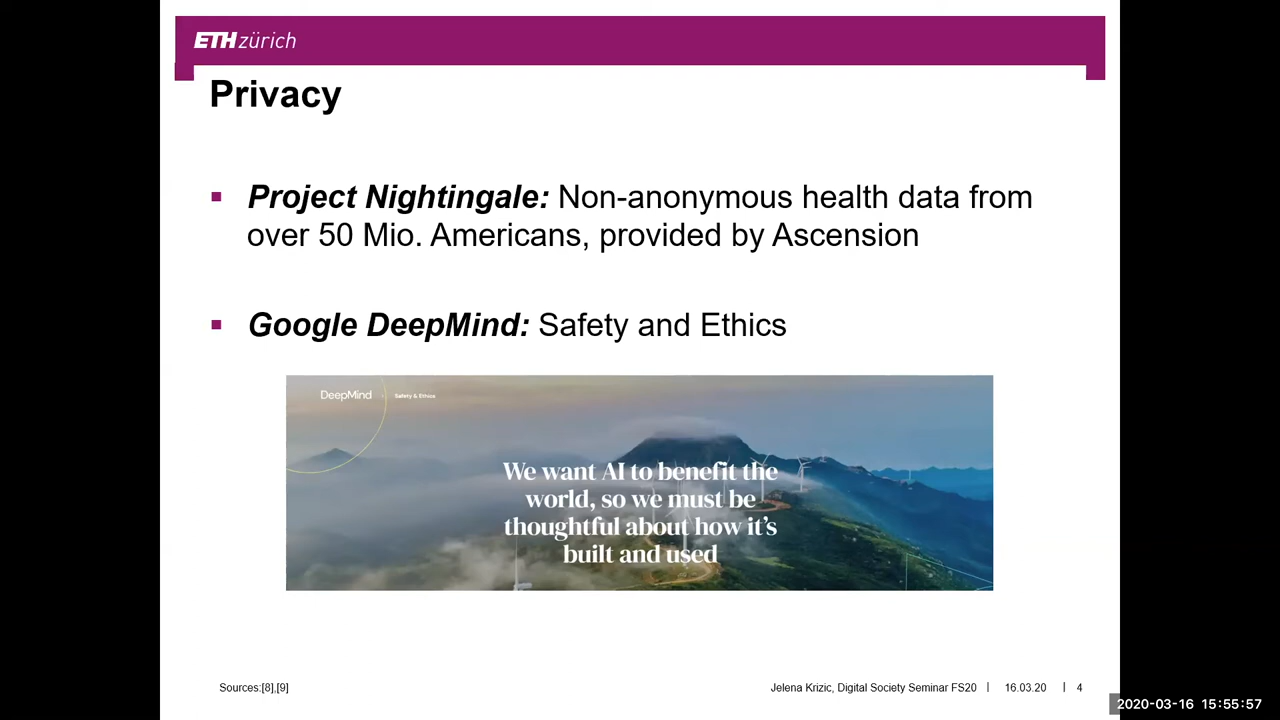 ETH zürich
Privacy
▪ Project Nightingale: Non-anonymous health data from
over 50 Mio. Americans, provided by Ascension
▪ Google DeepMind: Safety and Ethics
DeepMind
Safety & Ethics
We want AI to benefit the
world, so we must be
thoughtful about how it's
built and used
Sources:[8],[9]
Jelena Krizic, Digital Society Seminar FS20 | 16.03.20 | 4
2020-03-16 15:55:57